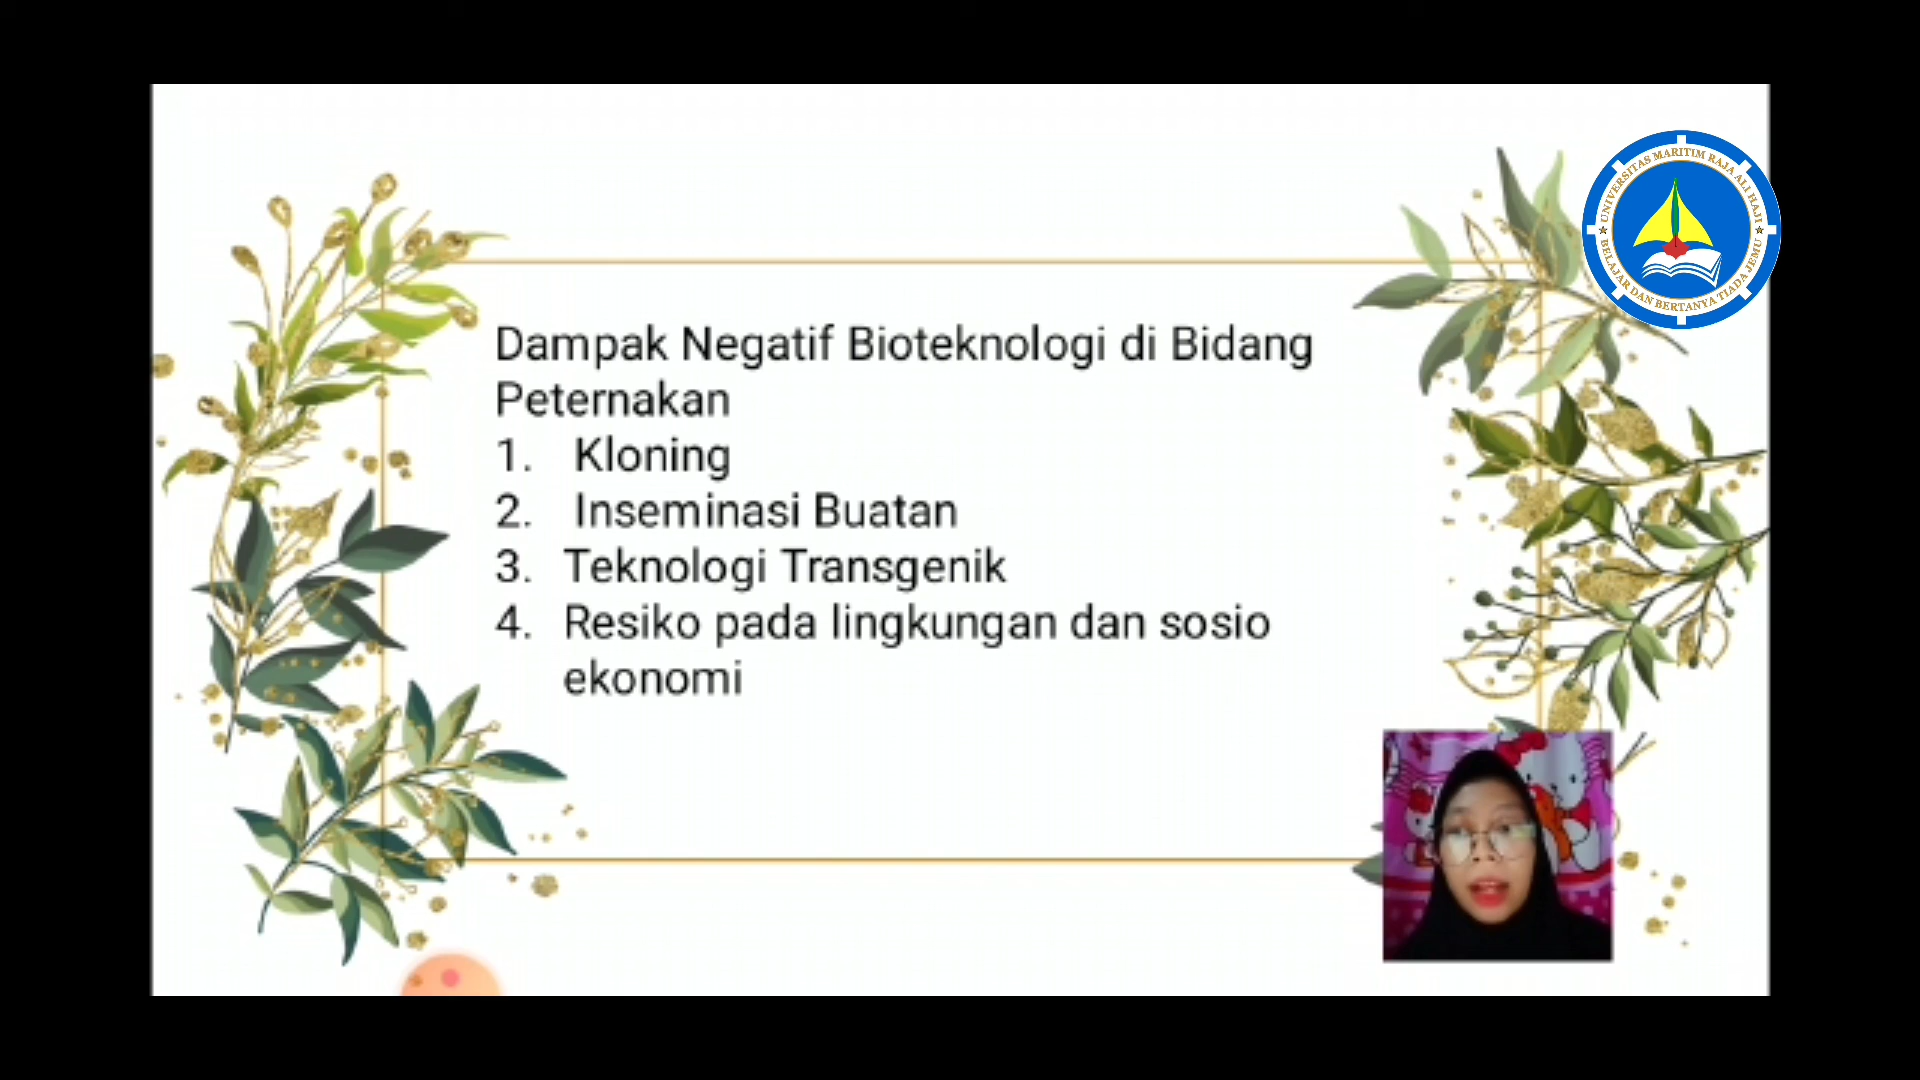 UNIVERSITAS MARITIM RAJA ALI HAJI
BELAJAR DAN BERTANYA TIADA JEMU
Dampak Negatif Bioteknologi di Bidang
Peternakan
1. Kloning
2. Inseminasi Buatan
3. Teknologi Transgenik
4. Resiko pada lingkungan dan sosio
ekonomi